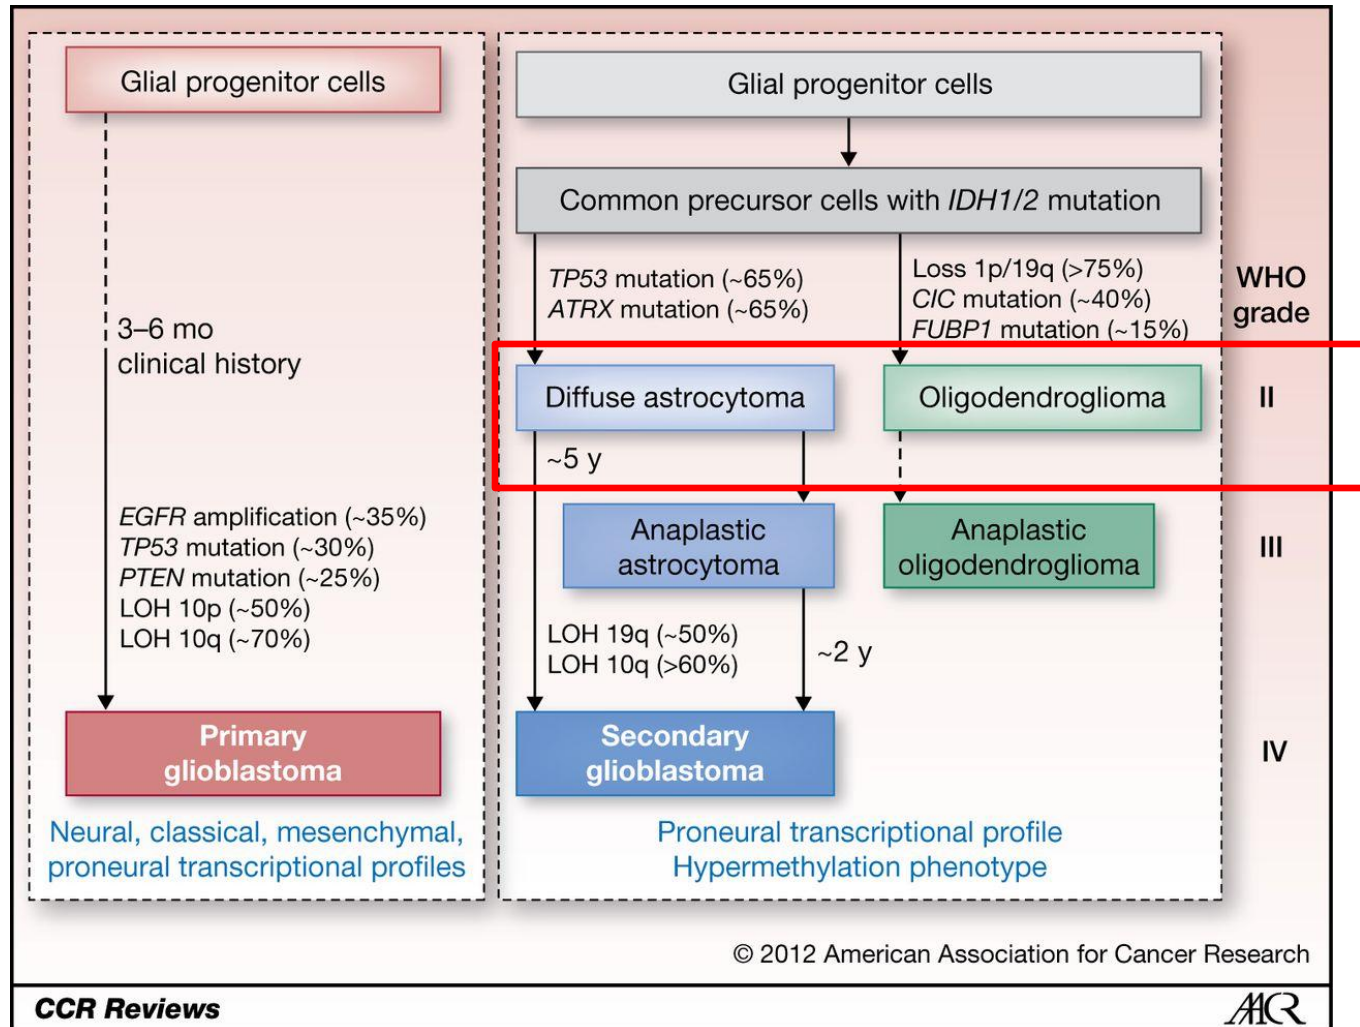 Glial progenitor cells
3–6 mo
clinical history
EGFR amplification (~35%)
TP53 mutation (~30%)
PTEN mutation (~25%)
LOH 10p (~50%)
LOH 10q (~70%)
Primary
glioblastoma
Neural, classical, mesenchymal,
proneural transcriptional profiles
Glial progenitor cells
Common precursor cells with IDH1/2 mutation
TP53 mutation (~65%)
ATRX mutation (~65%)
Loss 1p/19q (>75%)
CIC mutation (~40%)
FUBP1 mutation (~15%)
WHO
grade
Diffuse astrocytoma
Oligodendroglioma
II
~5 y
Anaplastic
astrocytoma
Anaplastic
oligodendroglioma
III
LOH 19q (~50%)
LOH 10q (>60%)
~2 y
Secondary
glioblastoma
IV
Proneural transcriptional profile
Hypermethylation phenotype
© 2012 American Association for Cancer Research
CCR Reviews
AACR